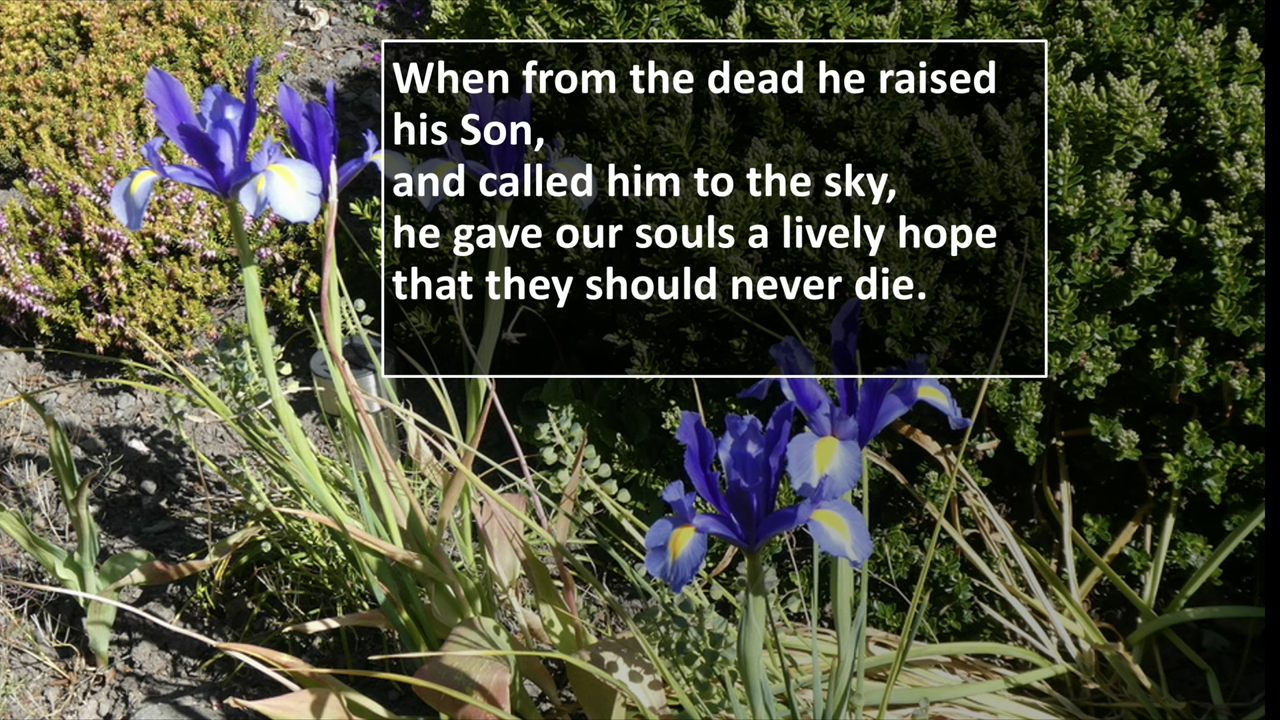 When from the dead he raised
his Son,
and called him to the sky,
he gave our souls a lively hope
that they should never die.